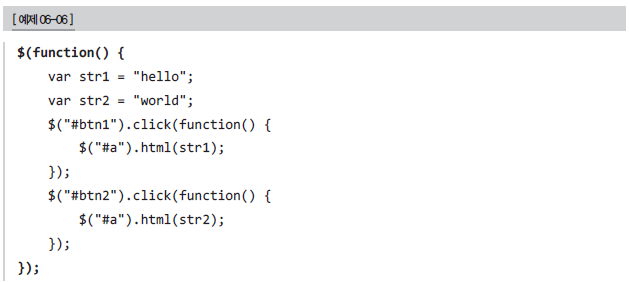 [예제 06-06]
$(function() {
    var str1 = "hello";
    var str2 = "world";
    $("#btn1").click(function() {
        $("#a").html(str1);
    });
    $("#btn2").click(function() {
        $("#a").html(str2);
    });
});